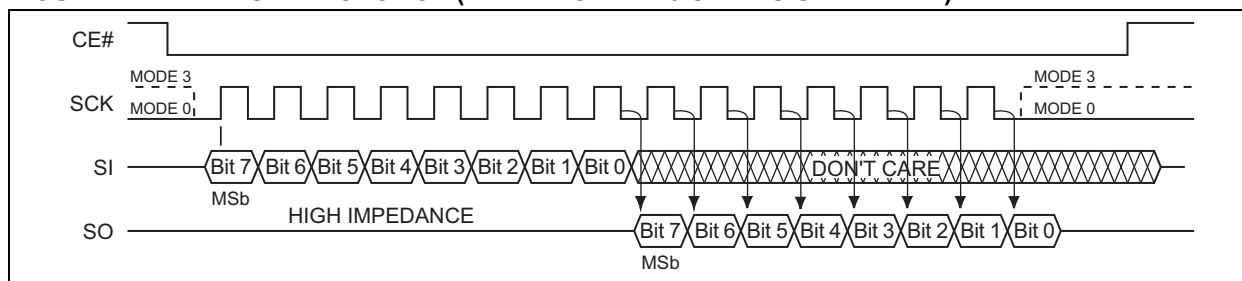 CE#
MODE 3
MODE 3
SCK
MODE 0
MODE 0
SI
Bit 7 Bit 6 Bit 5 Bit 4 Bit 3 Bit 2 Bit 1 Bit 0
DON'T CARE
MSb
HIGH IMPEDANCE
SO
Bit 7 Bit 6 Bit 5 Bit 4 Bit 3 Bit 2 Bit 1 Bit 0
MSb